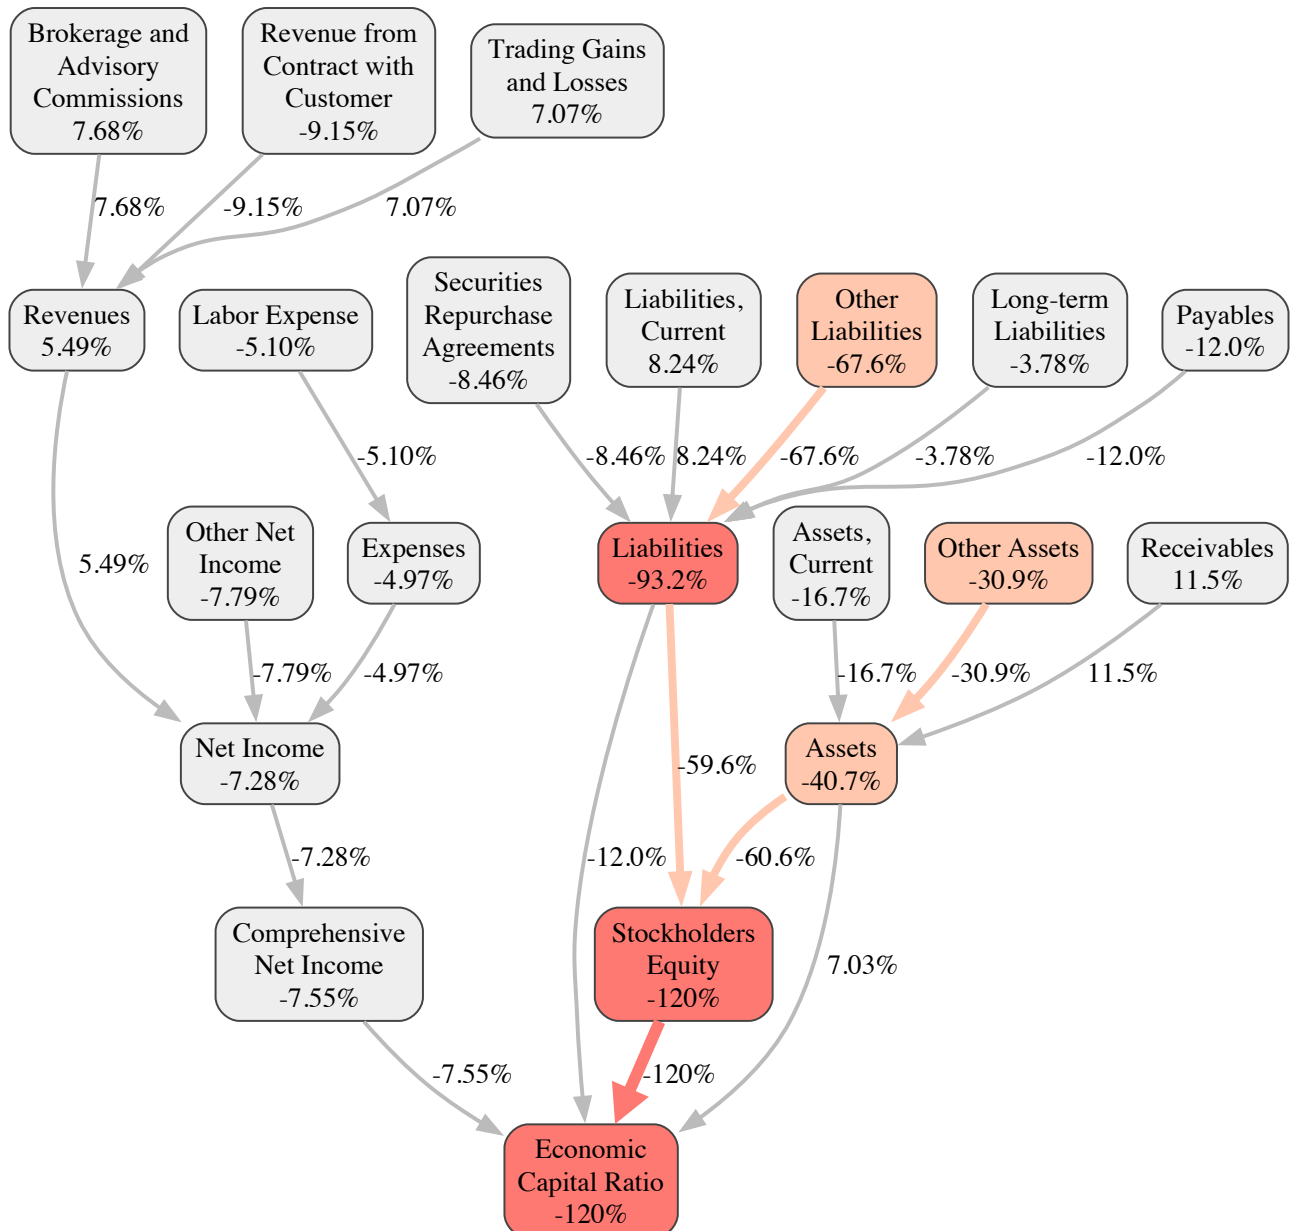 Brokerage and
Advisory
Commissions
7.68%
Revenue from
Contract with
Customer
-9.15%
Trading Gains
and Losses
7.07%
7.68%
-9.15%
7.07%
Revenues
5.49%
Labor Expense
-5.10%
Securities
Repurchase
Agreements
-8.46%
Liabilities,
Current
8.24%
Other
Liabilities
-67.6%
Long-term
Liabilities
-3.78%
Payables
-12.0%
-5.10%
-8.46%
8.24%
-67.6%
-3.78%
-12.0%
Other Net
Income
-7.79%
Expenses
-4.97%
Liabilities
-93.2%
Assets,
Current
-16.7%
Other Assets
-30.9%
Receivables
11.5%
5.49%
-7.79%
-4.97%
-16.7%
-30.9%
11.5%
Net Income
-7.28%
-59.6%
Assets
-40.7%
-7.28%
-12.0%
-60.6%
Comprehensive
Net Income
-7.55%
Stockholders
Equity
-120%
7.03%
-7.55%
-120%
Economic
Capital Ratio
-120%